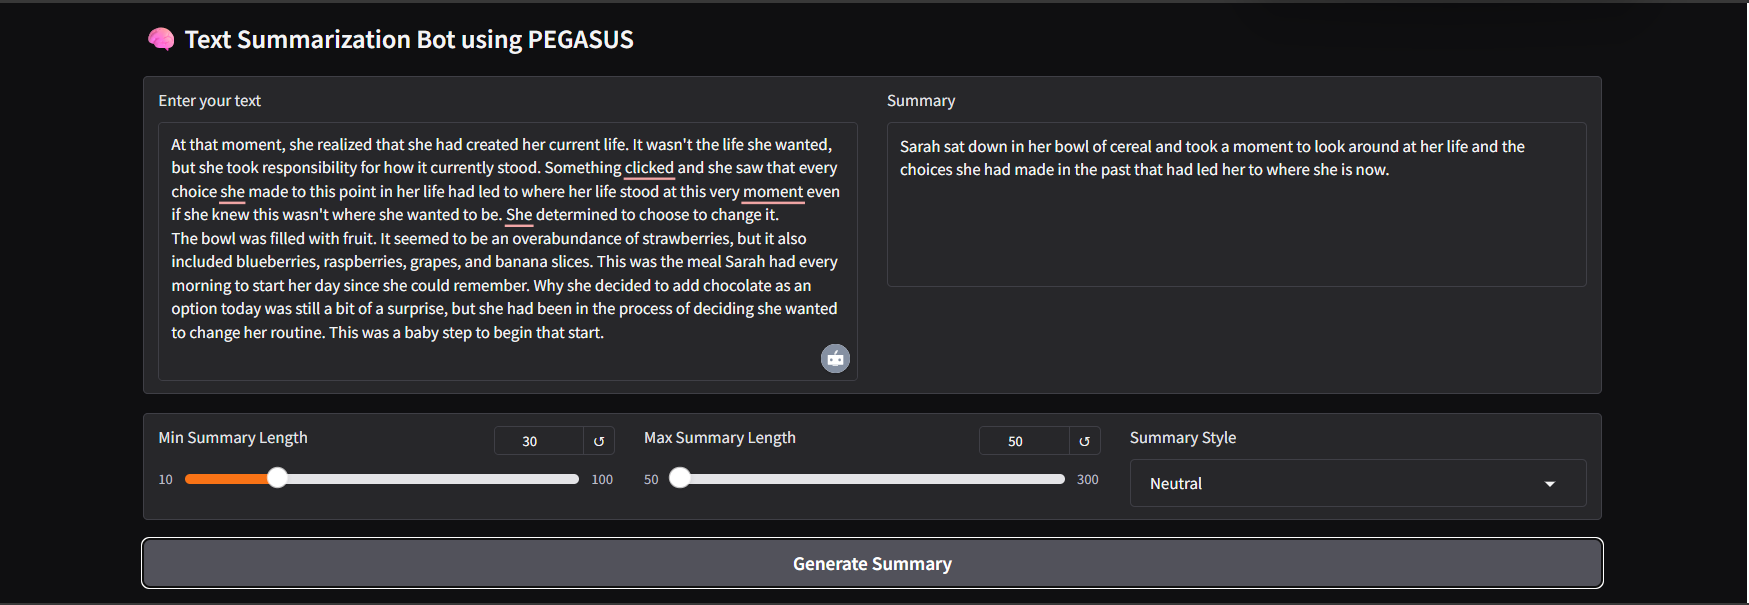 Text Summarization Bot using PEGASUS
Enter your text
At that moment, she realized that she had created her current life. It wasn't the life she wanted,
but she took responsibility for how it currently stood. Something clicked and she saw that every
choice she made to this point in her life had led to where her life stood at this very moment even
if she knew this wasn't where she wanted to be. She determined to choose to change it.
The bowl was filled with fruit. It seemed to be an overabundance of strawberries, but it also
included blueberries, raspberries, grapes, and banana slices. This was the meal Sarah had every
morning to start her day since she could remember. Why she decided to add chocolate as an
option today was still a bit of a surprise, but she had been in the process of deciding she wanted
to change her routine. This was a baby step to begin that start.
Summary
Sarah sat down in her bowl of cereal and took a moment to look around at her life and the
choices she had made in the past that had led her to where she is now.
Min Summary Length
30
10
100
Max Summary Length
50
50
300
Summary Style
Neutral
Generate Summary